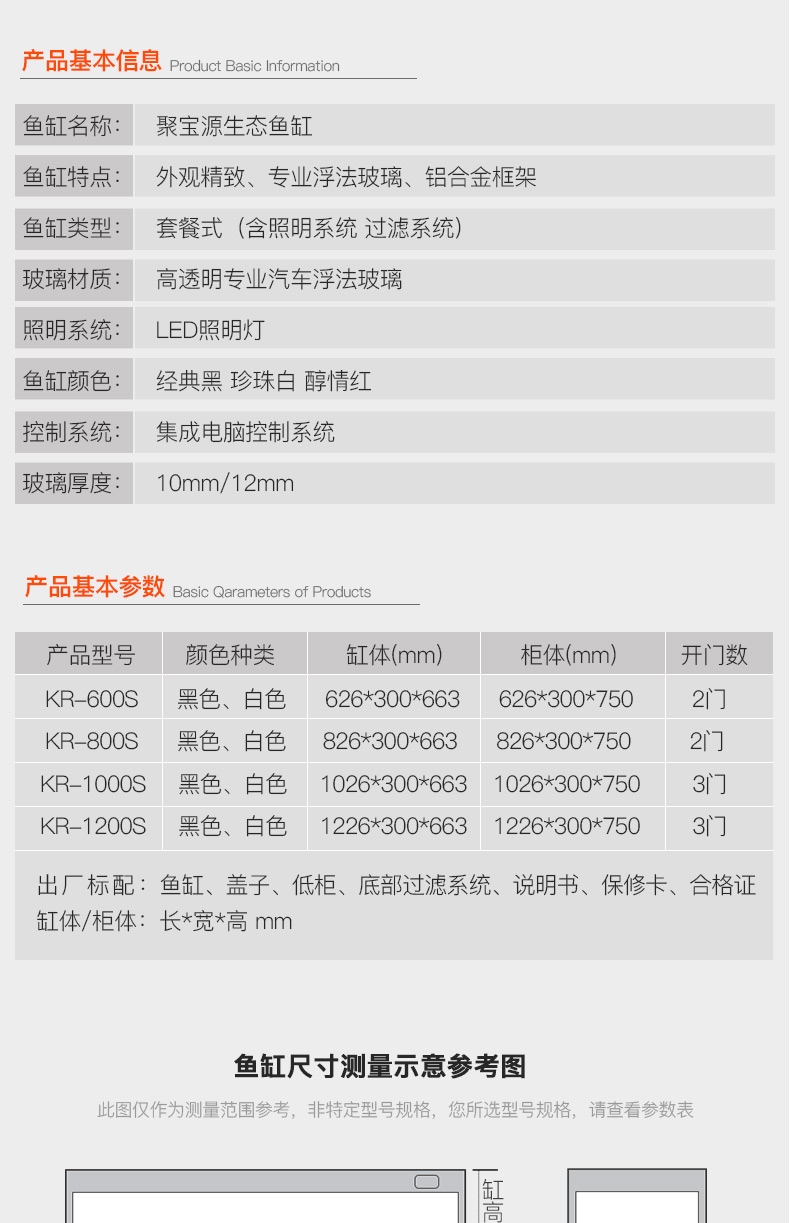 产品基本信息 Product Basic Information
鱼缸名称： 聚宝源生态鱼缸
鱼缸特点： 外观精致、专业浮法玻璃、铝合金框架
鱼缸类型： 套餐式（含照明系统 过滤系统）
玻璃材质： 高透明专业汽车浮法玻璃
照明系统： LED照明灯
鱼缸颜色： 经典黑 珍珠白 醇情红
控制系统： 集成电脑控制系统
玻璃厚度： 10mm/12mm
产品基本参数 Basic Qarameters of Products
产品型号 颜色种类 缸体(mm) 柜体(mm) 开门数
KR-600S 黑色、白色 626*300*663 626*300*750 2门
KR-800S 黑色、白色 826*300*663 826*300*750 2门
KR-1000S 黑色、白色 1026*300*663 1026*300*750 3门
KR-1200S 黑色、白色 1226*300*663 1226*300*750 3门
出厂标配： 鱼缸、盖子、低柜、底部过滤系统、说明书、保修卡、合格证
缸体/柜体： 长*宽*高 mm
鱼缸尺寸测量示意参考图
此图仅作为测量范围参考，非特定型号规格，您所选型号规格，请查看参数表
缸高